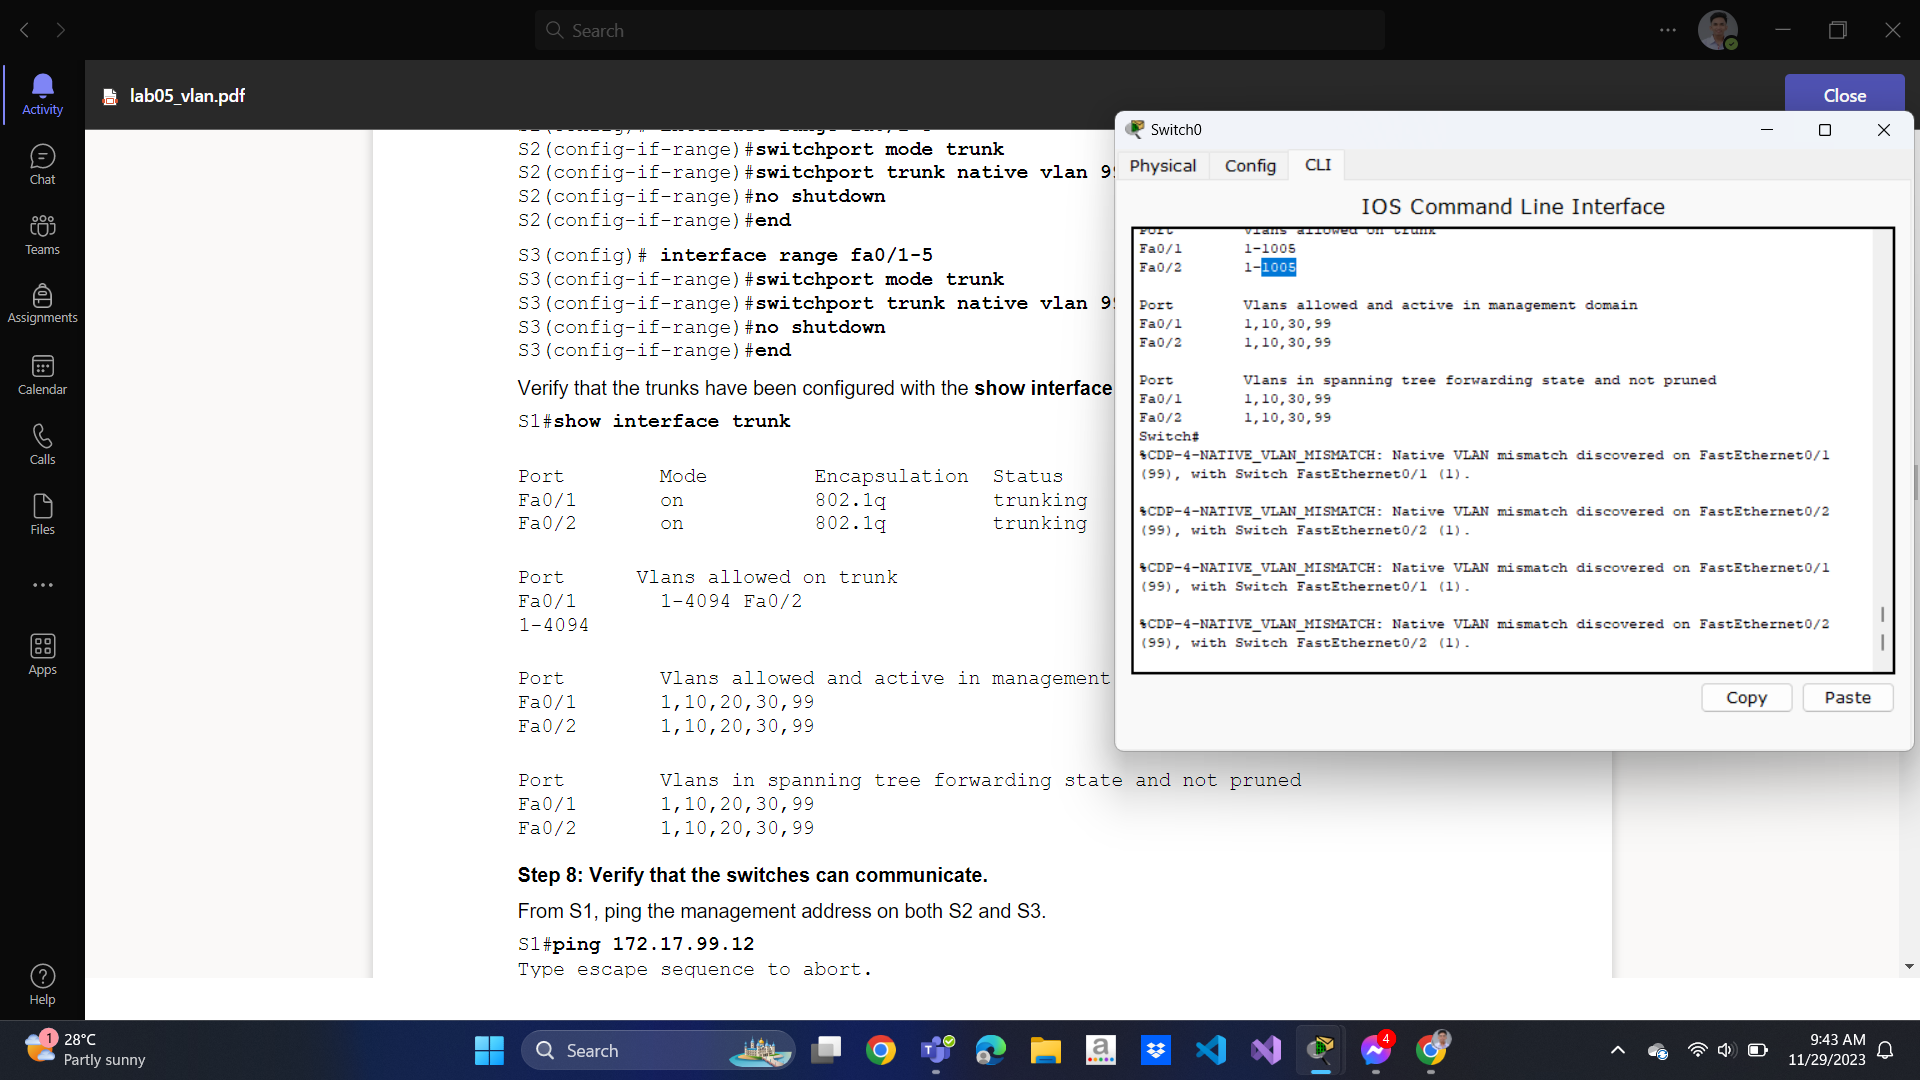 Search
lab05_vlan.pdf
Close
Activity
Chat
Teams
Assignments
Calendar
Calls
Files
Apps
Help
S2(config-if-range)#switchport mode trunk
S2(config-if-range)#switchport trunk native vlan 99
S2(config-if-range)#no shutdown
S2(config-if-range)#end
S3(config)# interface range fa0/1-5
S3(config-if-range)#switchport mode trunk
S3(config-if-range)#switchport trunk native vlan 99
S3(config-if-range)#no shutdown
S3(config-if-range)#end
Verify that the trunks have been configured with the show interface
S1#show interface trunk
Port Mode Encapsulation Status
Fa0/1 on 802.1q trunking
Fa0/2 on 802.1q trunking
Port Vlans allowed on trunk
Fa0/1 1-4094 Fa0/2
1-4094
Port Vlans allowed and active in management
Fa0/1 1,10,20,30,99
Fa0/2 1,10,20,30,99
Port Vlans in spanning tree forwarding state and not pruned
Fa0/1 1,10,20,30,99
Fa0/2 1,10,20,30,99
Step 8: Verify that the switches can communicate.
From S1, ping the management address on both S2 and S3.
S1#ping 172.17.99.12
Type escape sequence to abort.
Switch0
Physical Config CLI
IOS Command Line Interface
Port Vlans allowed on trunk
Fa0/1 1-1005
Fa0/2 1-1005
Port Vlans allowed and active in management domain
Fa0/1 1,10,30,99
Fa0/2 1,10,30,99
Port Vlans in spanning tree forwarding state and not pruned
Fa0/1 1,10,30,99
Fa0/2 1,10,30,99
Switch#
%CDP-4-NATIVE_VLAN_MISMATCH: Native VLAN mismatch discovered on FastEthernet0/1
(99), with Switch FastEthernet0/1 (1).
%CDP-4-NATIVE_VLAN_MISMATCH: Native VLAN mismatch discovered on FastEthernet0/2
(99), with Switch FastEthernet0/2 (1).
%CDP-4-NATIVE_VLAN_MISMATCH: Native VLAN mismatch discovered on FastEthernet0/1
(99), with Switch FastEthernet0/1 (1).
%CDP-4-NATIVE_VLAN_MISMATCH: Native VLAN mismatch discovered on FastEthernet0/2
(99), with Switch FastEthernet0/2 (1).
Copy Paste
1
28°C
Partly sunny
Search
4
9:43 AM
11/29/2023